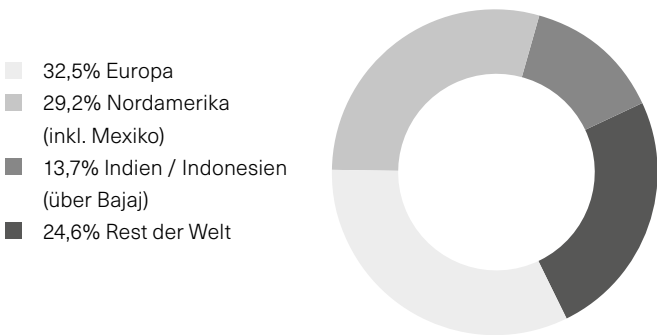 32,5% Europa
29,2% Nordamerika
(inkl. Mexiko)
13,7% Indien / Indonesien
(über Bajaj)
24,6% Rest der Welt